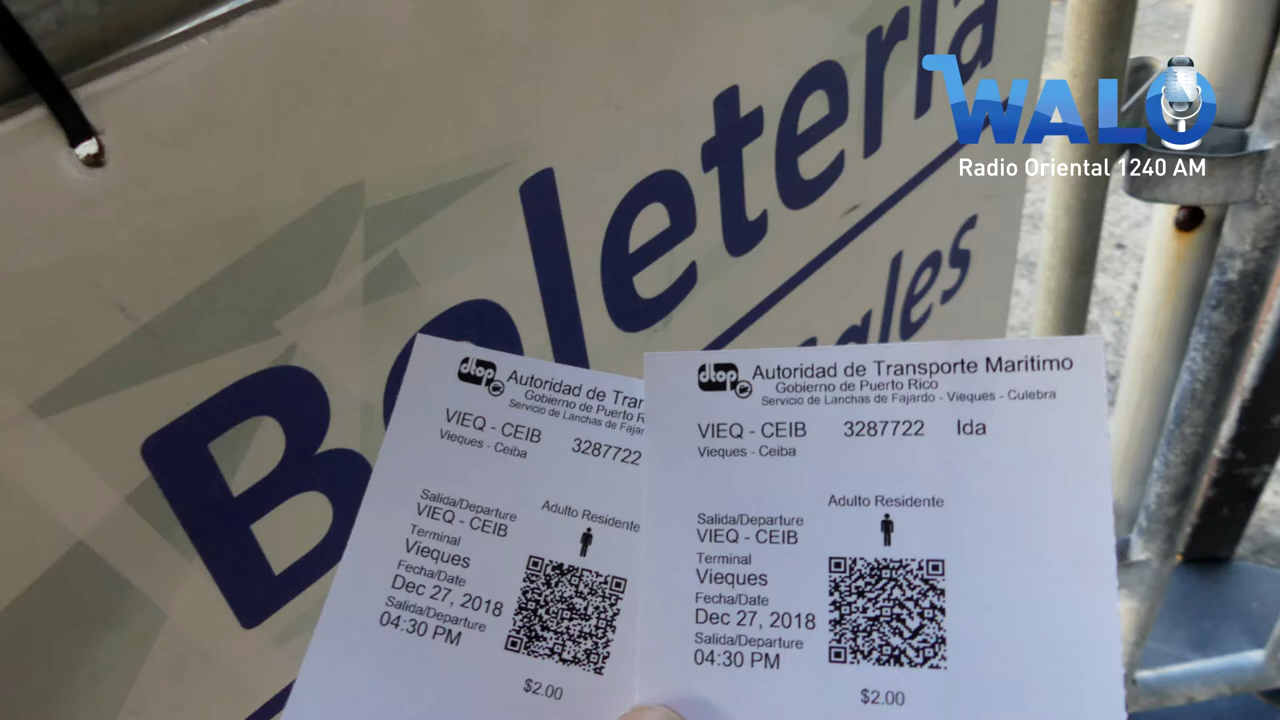 Boletería
ales
WALO
Radio Oriental 1240 AM
dtop
Autoridad de Tra
Gobierno de Puerto R
Servicio de Lanchas de Fajar
VIEQ - CEIB 3287722
Vieques - Ceiba
Adulto Residente
Salida/Departure
VIEQ - CEIB
Terminal
Vieques
Fecha/Date
Dec 27, 2018
Salida/Departure
04:30 PM
$2.00
dtop
Autoridad de Transporte Marítimo
Gobierno de Puerto Rico
Servicio de Lanchas de Fajardo - Vieques - Culebra
VIEQ - CEIB 3287722 Ida
Vieques - Ceiba
Adulto Residente
Salida/Departure
VIEQ - CEIB
Terminal
Vieques
Fecha/Date
Dec 27, 2018
Salida/Departure
04:30 PM
$2.00